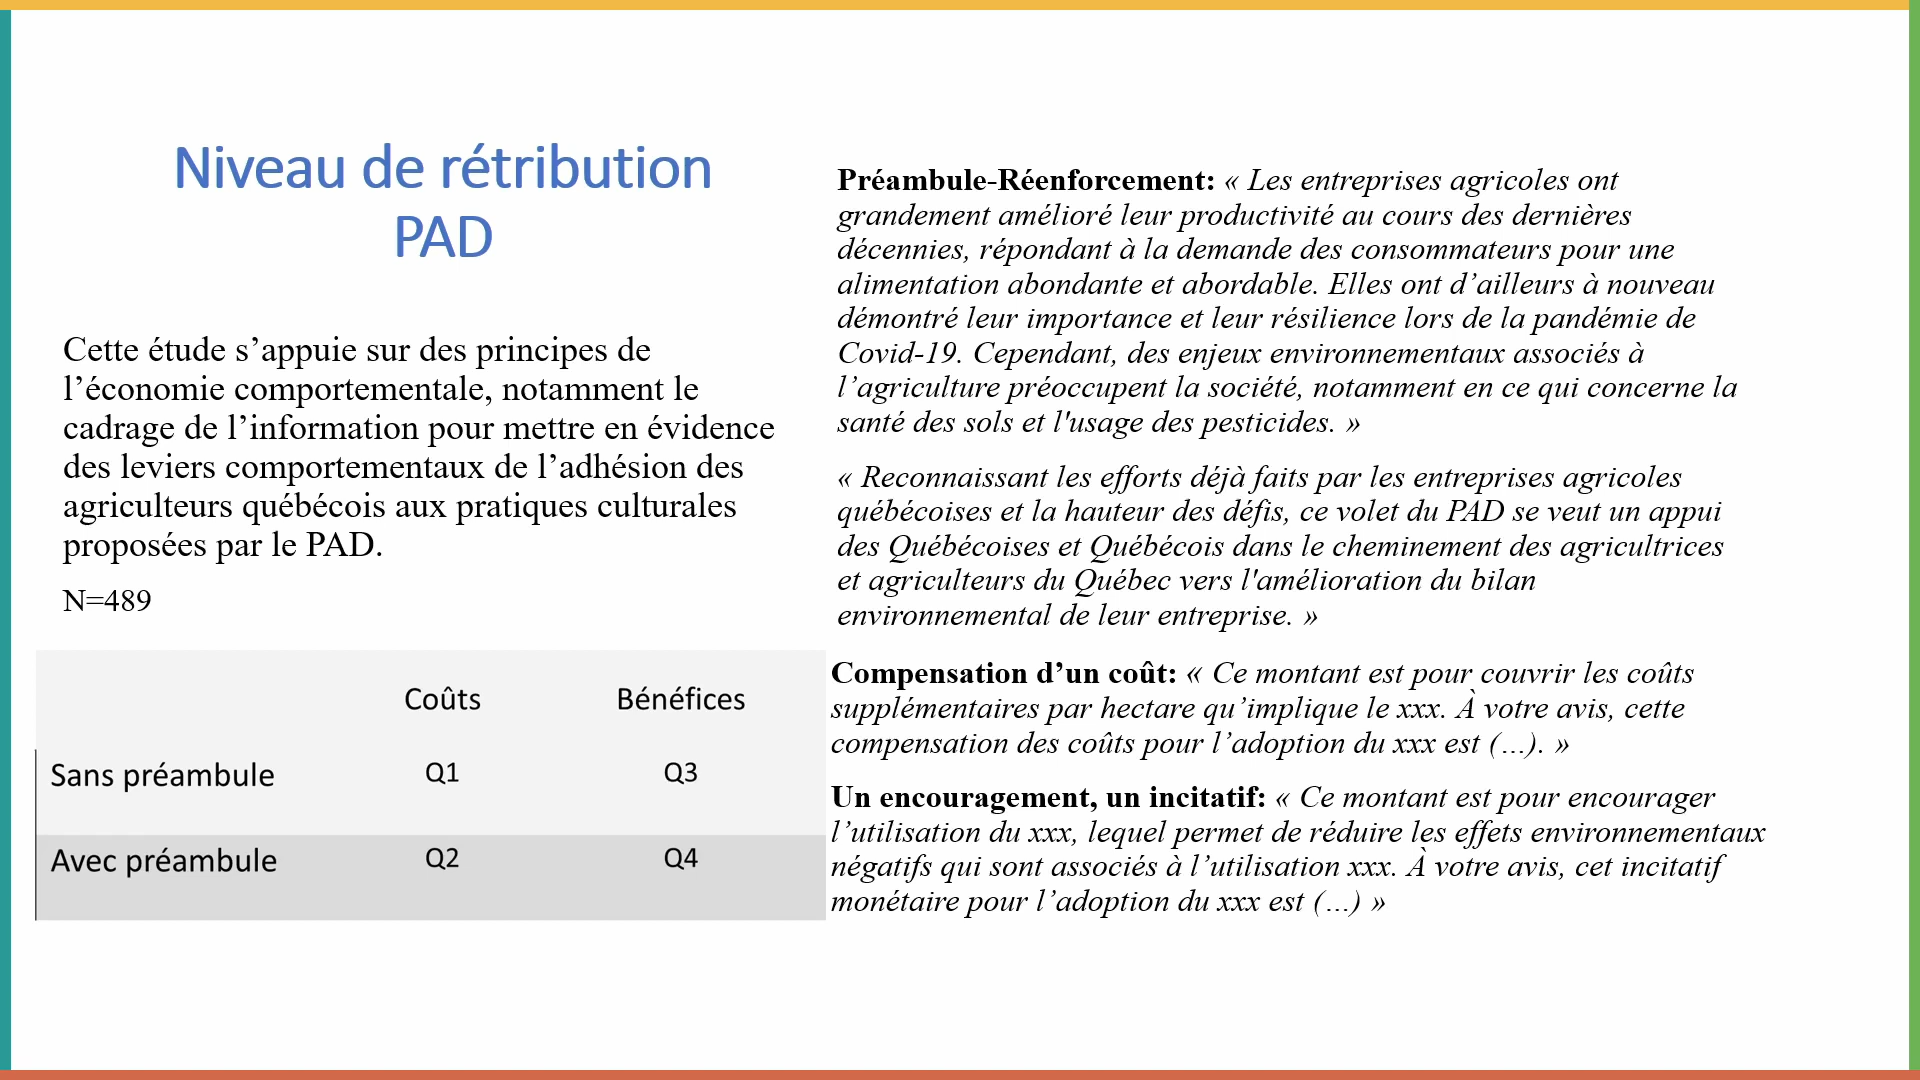 Niveau de rétribution
PAD
Cette étude s’appuie sur des principes de
l’économie comportementale, notamment le
cadrage de l’information pour mettre en évidence
des leviers comportementaux de l’adhésion des
agriculteurs québécois aux pratiques culturales
proposées par le PAD.
N=489
Coûts Bénéfices
Sans préambule Q1 Q3
Avec préambule Q2 Q4
Préambule-Réenforcement: « Les entreprises agricoles ont
grandement amélioré leur productivité au cours des dernières
décennies, répondant à la demande des consommateurs pour une
alimentation abondante et abordable. Elles ont d’ailleurs à nouveau
démontré leur importance et leur résilience lors de la pandémie de
Covid-19. Cependant, des enjeux environnementaux associés à
l’agriculture préoccupent la société, notamment en ce qui concerne la
santé des sols et l'usage des pesticides. »
« Reconnaissant les efforts déjà faits par les entreprises agricoles
québécoises et la hauteur des défis, ce volet du PAD se veut un appui
des Québécoises et Québécois dans le cheminement des agricultrices
et agriculteurs du Québec vers l'amélioration du bilan
environnemental de leur entreprise. »
Compensation d’un coût: « Ce montant est pour couvrir les coûts
supplémentaires par hectare qu’implique le xxx. À votre avis, cette
compensation des coûts pour l’adoption du xxx est (…). »
Un encouragement, un incitatif: « Ce montant est pour encourager
l’utilisation du xxx, lequel permet de réduire les effets environnementaux
négatifs qui sont associés à l’utilisation xxx. À votre avis, cet incitatif
monétaire pour l’adoption du xxx est (…) »